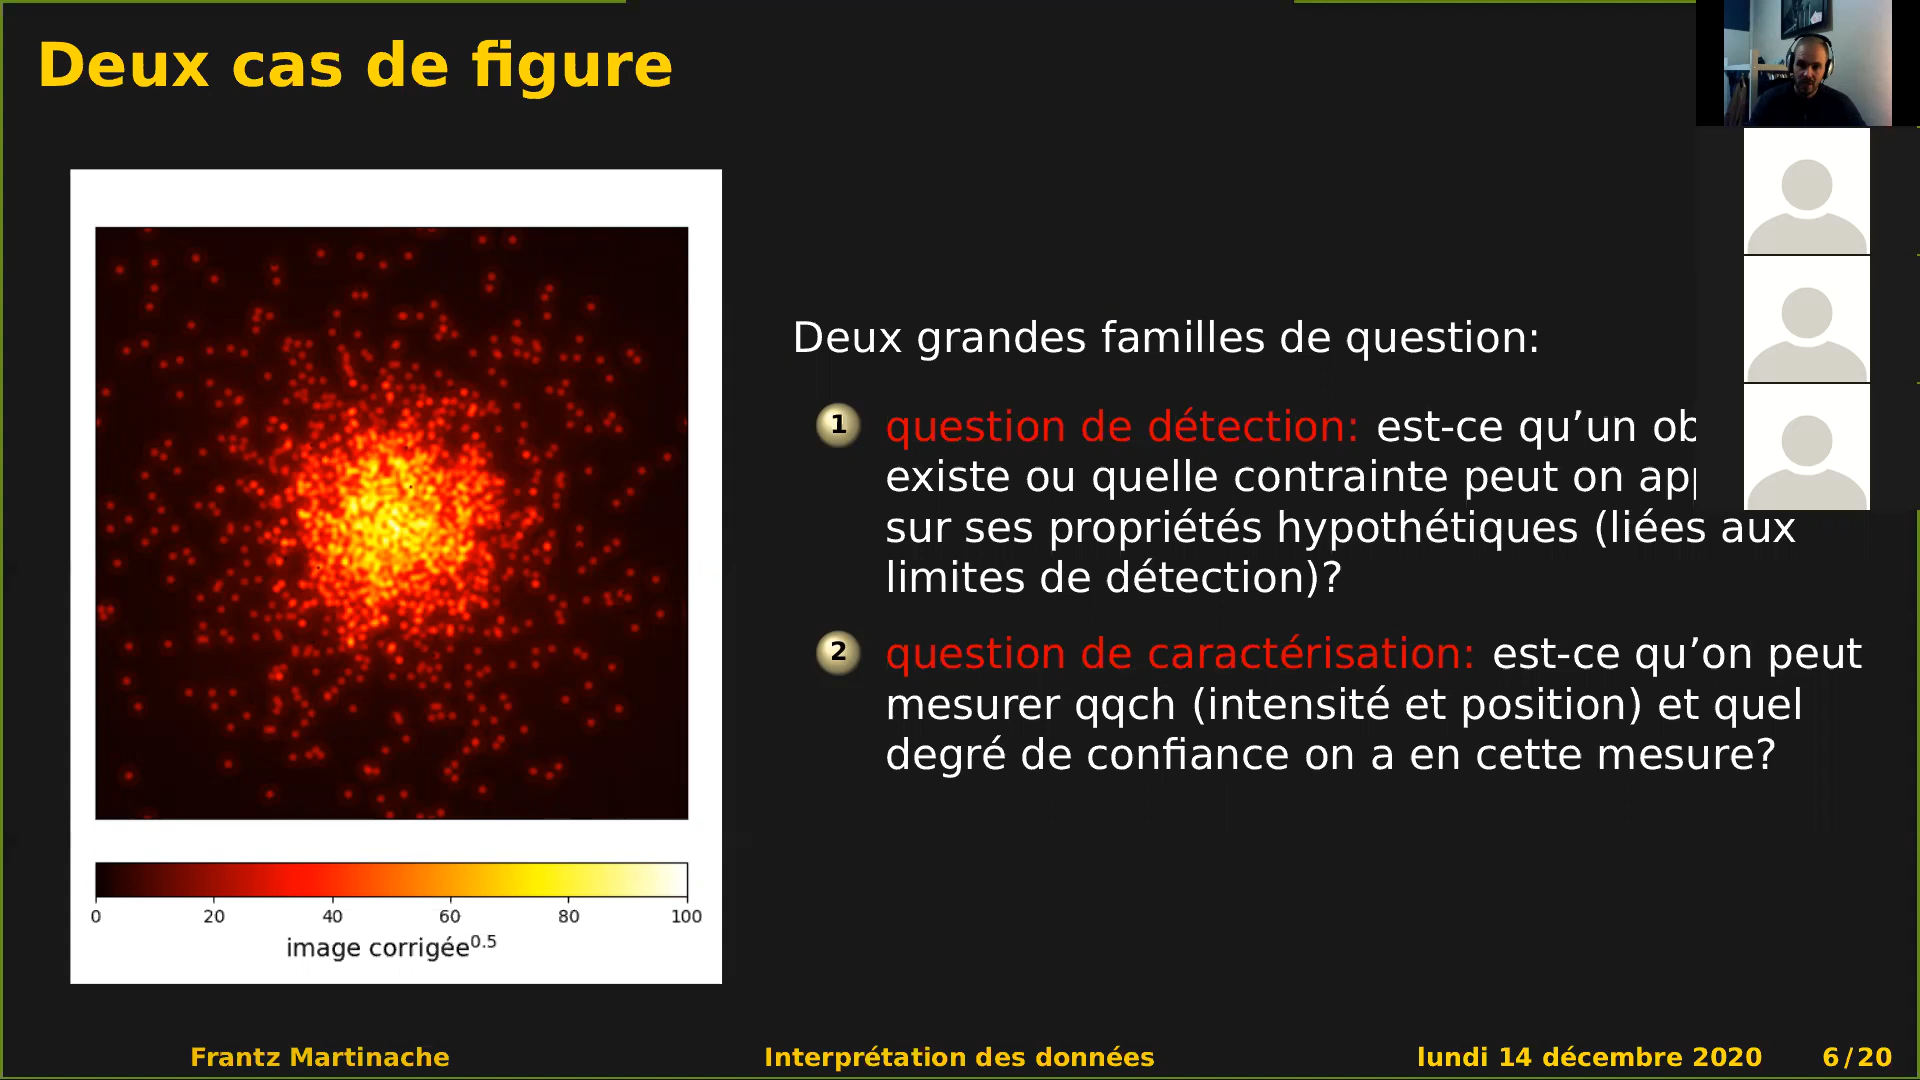 Deux cas de figure
Deux grandes familles de question:
1 question de détection: est-ce qu’un
existe ou quelle contrainte peut on
sur ses propriétés hypothétiques (liées aux
limites de détection)?
2 question de caractérisation: est-ce qu’on peut
mesurer qqch (intensité et position) et quel
degré de confiance on a en cette mesure?
0 20 40 60 80 100
image corrigée^0.5
Frantz Martinache Interprétation des données lundi 14 décembre 2020 6/20